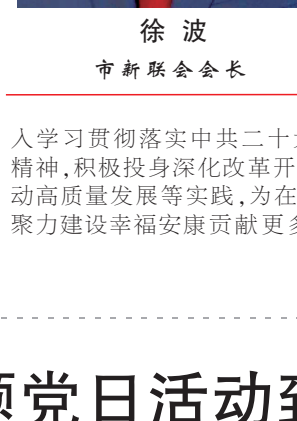 徐 波
市新联会会长
入学习贯彻落实中共二十
精神,积极投身深化改革开
动高质量发展等实践,为在
聚力建设幸福安康贡献更多
党日活动